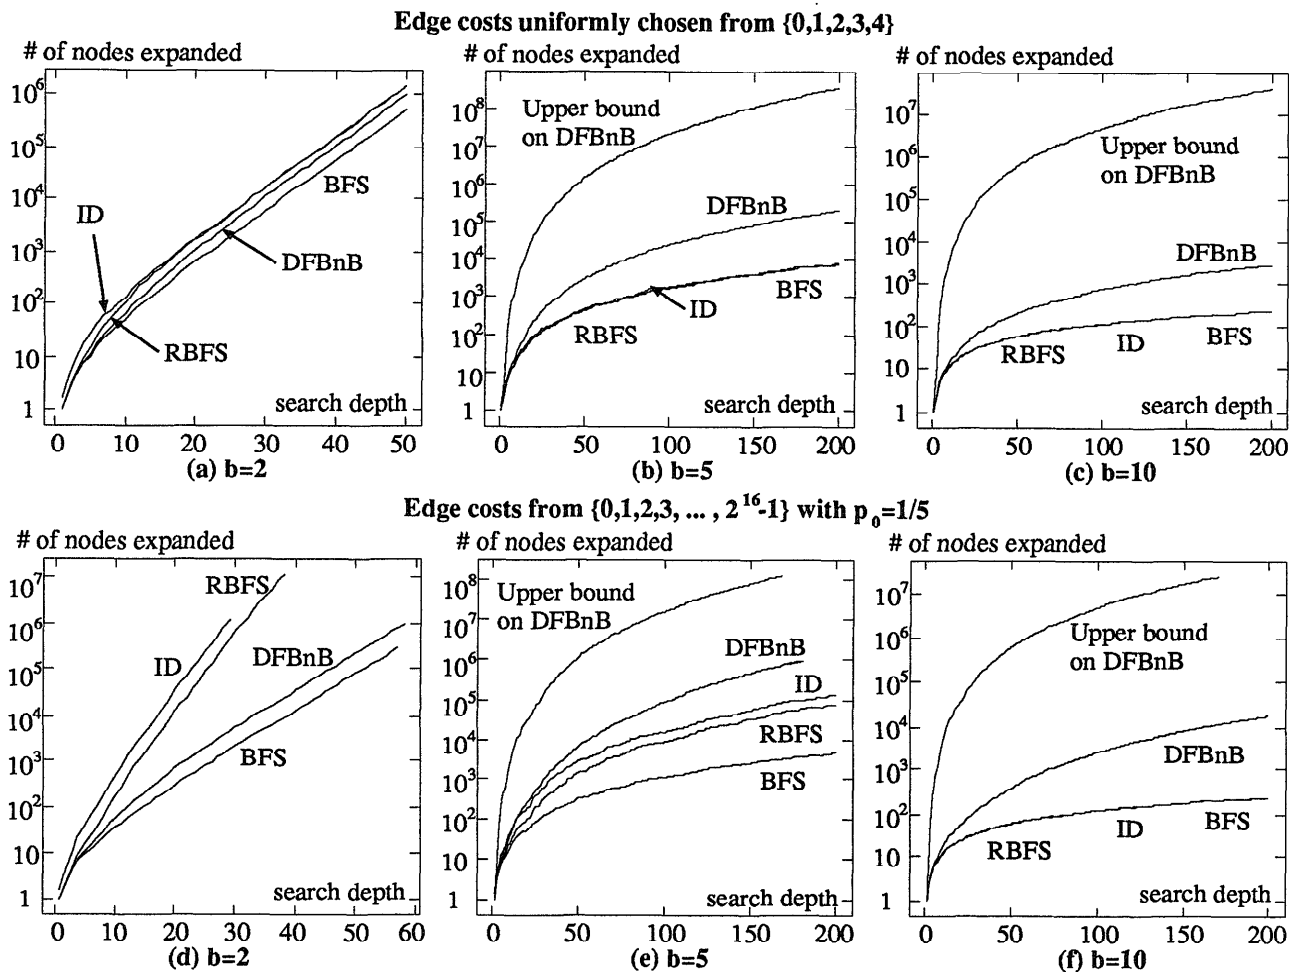 Edge costs uniformly chosen from {0,1,2,3,4}
# of nodes expanded
10^6
10^5
10^4
10^3
10^2
10
1
ID
BFS
DFBnB
RBFS
search depth
0 10 20 30 40 50
(a) b=2
# of nodes expanded
10^8
10^7
10^6
10^5
10^4
10^3
10^2
10
1
Upper bound
on DFBnB
DFBnB
ID
BFS
RBFS
search depth
0 50 100 150 200
(b) b=5
# of nodes expanded
10^7
10^6
10^5
10^4
10^3
10^2
10
1
Upper bound
on DFBnB
DFBnB
RBFS
ID
BFS
search depth
0 50 100 150 200
(c) b=10
Edge costs from {0,1,2,3, ... , 2^16-1} with p_0=1/5
# of nodes expanded
10^7
10^6
10^5
10^4
10^3
10^2
10
1
RBFS
ID
DFBnB
BFS
search depth
0 10 20 30 40 50 60
(d) b=2
# of nodes expanded
10^8
10^7
10^6
10^5
10^4
10^3
10^2
10
1
Upper bound
on DFBnB
DFBnB
ID
RBFS
BFS
search depth
0 50 100 150 200
(e) b=5
# of nodes expanded
10^7
10^6
10^5
10^4
10^3
10^2
10
1
Upper bound
on DFBnB
DFBnB
RBFS
ID
BFS
search depth
0 50 100 150 200
(f) b=10